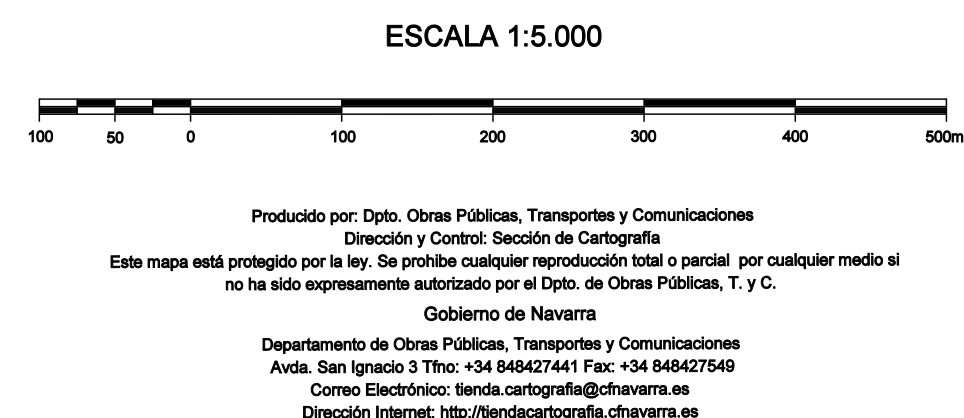 ESCALA 1:5.000
100 50 0 100 200 300 400 500m
Producido por: Dpto. Obras Públicas, Transportes y Comunicaciones
Dirección y Control: Sección de Cartografía
Este mapa está protegido por la ley. Se prohibe cualquier reproducción total o parcial por cualquier medio si
no ha sido expresamente autorizado por el Dpto. de Obras Públicas, T. y C.
Gobierno de Navarra
Departamento de Obras Públicas, Transportes y Comunicaciones
Avda. San Ignacio 3 Tfno: +34 848427441 Fax: +34 848427549
Correo Electrónico: tienda.cartografia@cfnavarra.es
Dirección Internet: http://tiendacartografia.cfnavarra.es